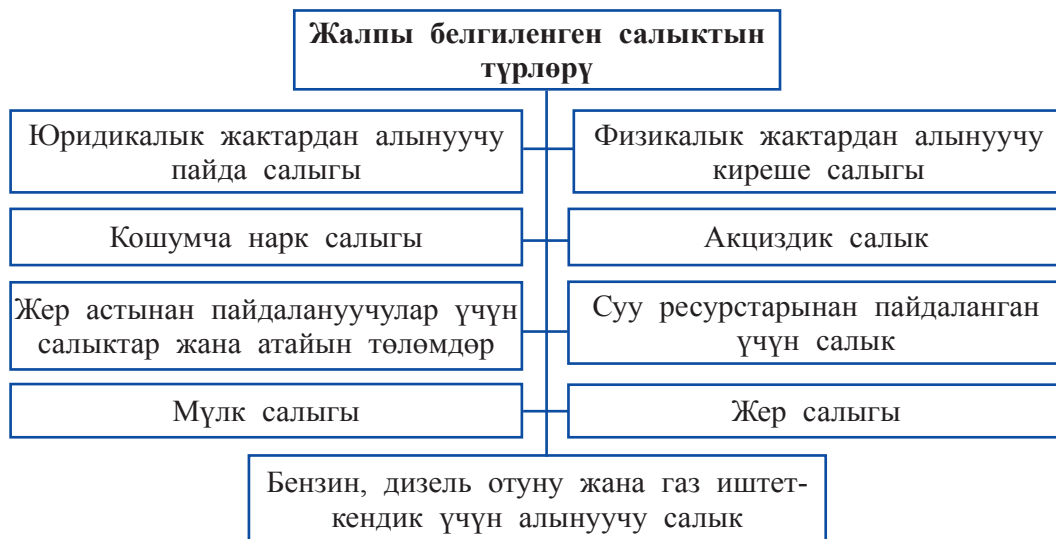 Жалпы белгиленген салыктын
түрлөрү
Юридикалык жактардан алынуучу
пайда салыгы
Физикалык жактардан алынуучу
киреше салыгы
Кошумча нарк салыгы
Акциздик салык
Жер астынан пайдалануучулар үчүн
салыктар жана атайын төлөмдөр
Суу ресурстарынан пайдаланган
үчүн салык
Мүлк салыгы
Жер салыгы
Бензин, дизель отуну жана газ иштет-
кендик үчүн алынуучу салык